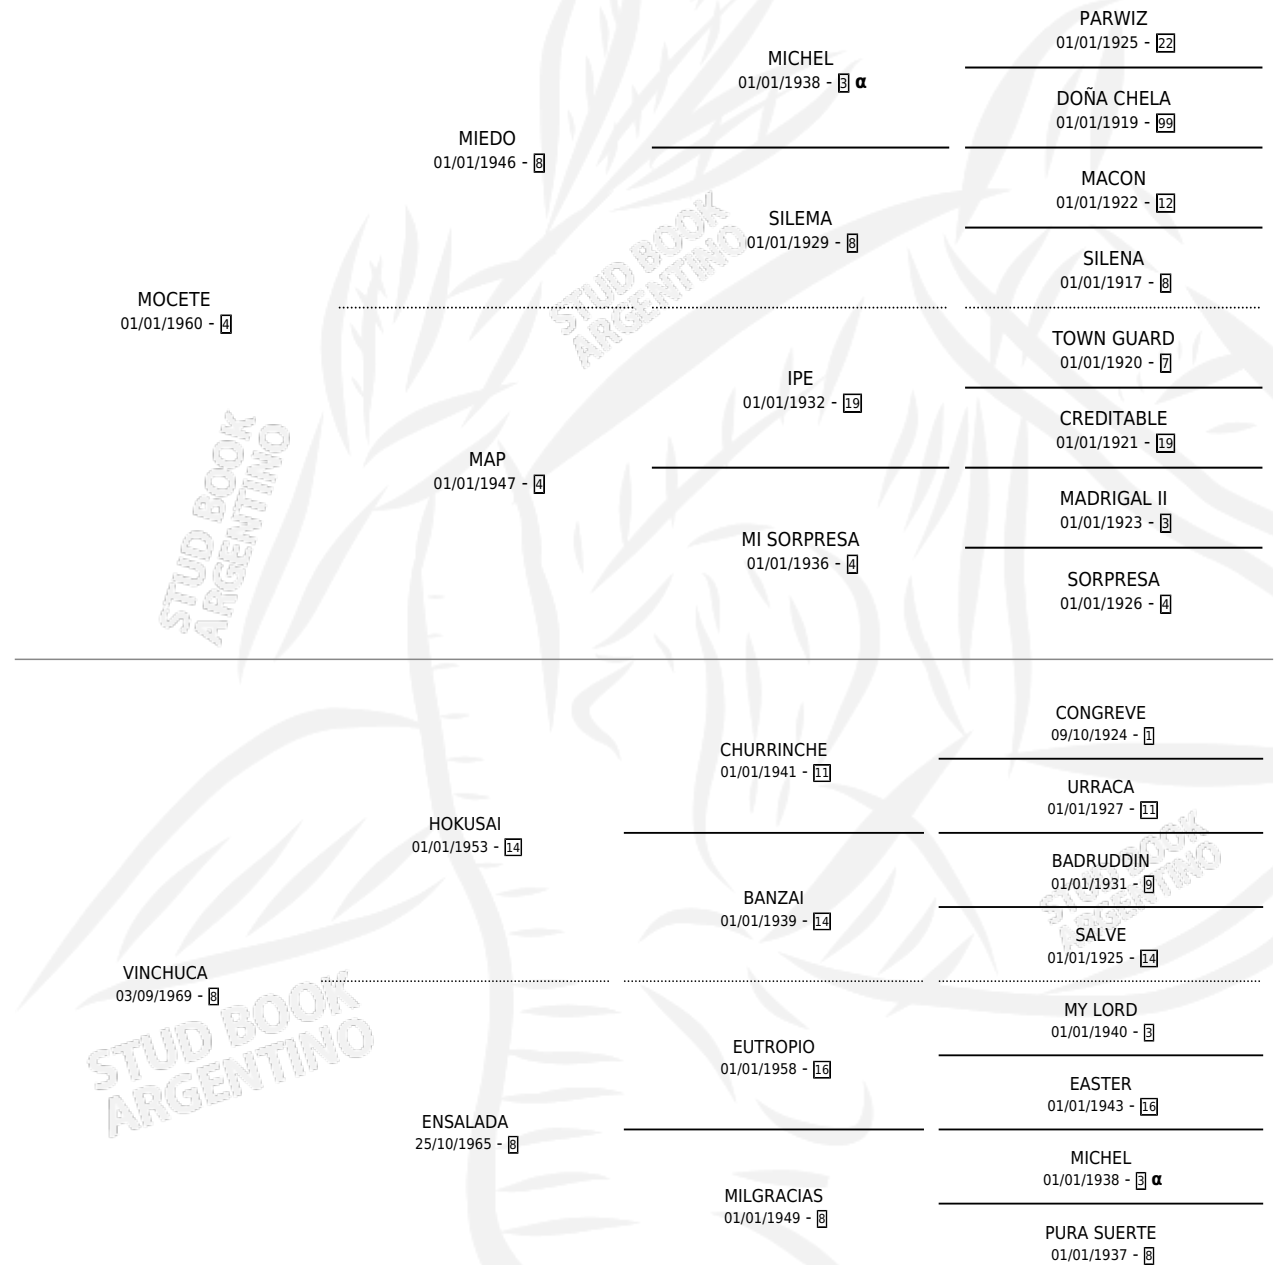 PARWIZ
01/01/1925 - 22
MICHEL
01/01/1938 - 3 α
DOÑA CHELA
01/01/1919 - 99
MIEDO
01/01/1946 - 8
MACON
01/01/1922 - 12
SILEMA
01/01/1929 - 8
SILENA
01/01/1917 - 8
MOCETE
01/01/1960 - 4
TOWN GUARD
01/01/1920 - 7
IPE
01/01/1932 - 19
CREDITABLE
01/01/1921 - 19
MAP
01/01/1947 - 4
MADRIGAL II
01/01/1923 - 3
MI SORPRESA
01/01/1936 - 4
SORPRESA
01/01/1926 - 4
STUD BOOK
ARGENTINO
STUD BOOK
ARGENTINO
CONGREVE
09/10/1924 - 1
CHURRINCHE
01/01/1941 - 11
URRACA
01/01/1927 - 11
HOKUSAI
01/01/1953 - 14
BADRUDDIN
01/01/1931 - 9
BANZAI
01/01/1939 - 14
SALVE
01/01/1925 - 14
VINCHUCA
03/09/1969 - 8
MY LORD
01/01/1940 - 3
EUTROPIO
01/01/1958 - 16
EASTER
01/01/1943 - 16
ENSALADA
25/10/1965 - 8
MICHEL
01/01/1938 - 3 α
MILGRACIAS
01/01/1949 - 8
PURA SUERTE
01/01/1937 - 8
STUD BOOK
ARGENTINO
STUD BOOK
ARGENTINO